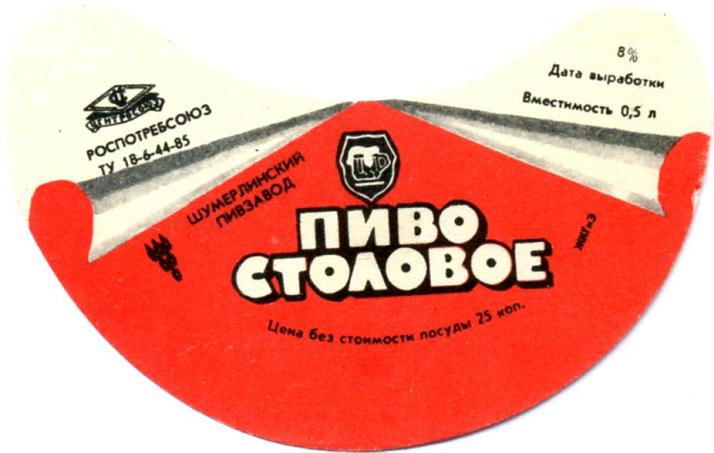 ЦЕНТРОСОЮЗ
РОСПОТРЕБСОЮЗ
ТУ 18-6-44-85
8%
Дата выработки
Вместимость 0,5 л
ШУМЕРЛИНСКИЙ
ПИВЗАВОД
ПИВО
СТОЛОВОЕ
Цена без стоимости посуды 25 коп.